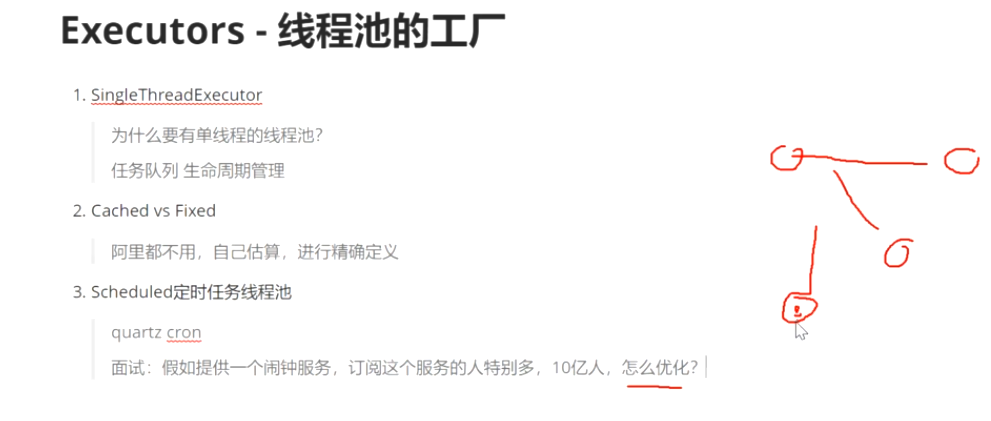 Executors - 线程池的工厂
1. SingleThreadExecutor
为什么要有单线程的线程池？
任务队列 生命周期管理
2. Cached vs Fixed
阿里都不用，自己估算，进行精确定义
3. Scheduled定时任务线程池
quartz cron
面试：假如提供一个闹钟服务，订阅这个服务的人特别多，10亿人，怎么优化？